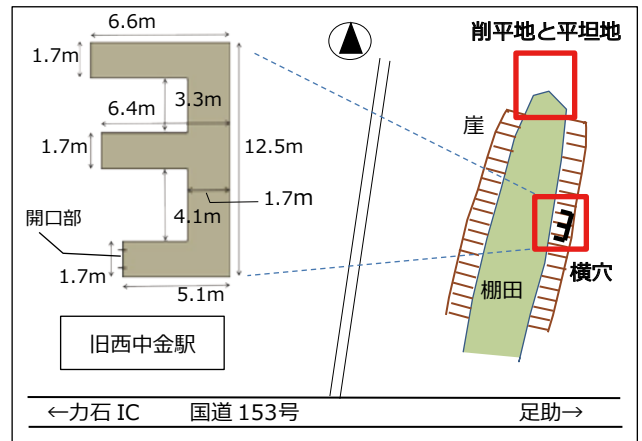 6.6m
削平地と平坦地
1.7m
3.3m
6.4m
崖
1.7m
12.5m
1.7m
4.1m
開口部
1.7m
横穴
5.1m
棚田
旧西中金駅
←力石 IC 国道 153号 足助→